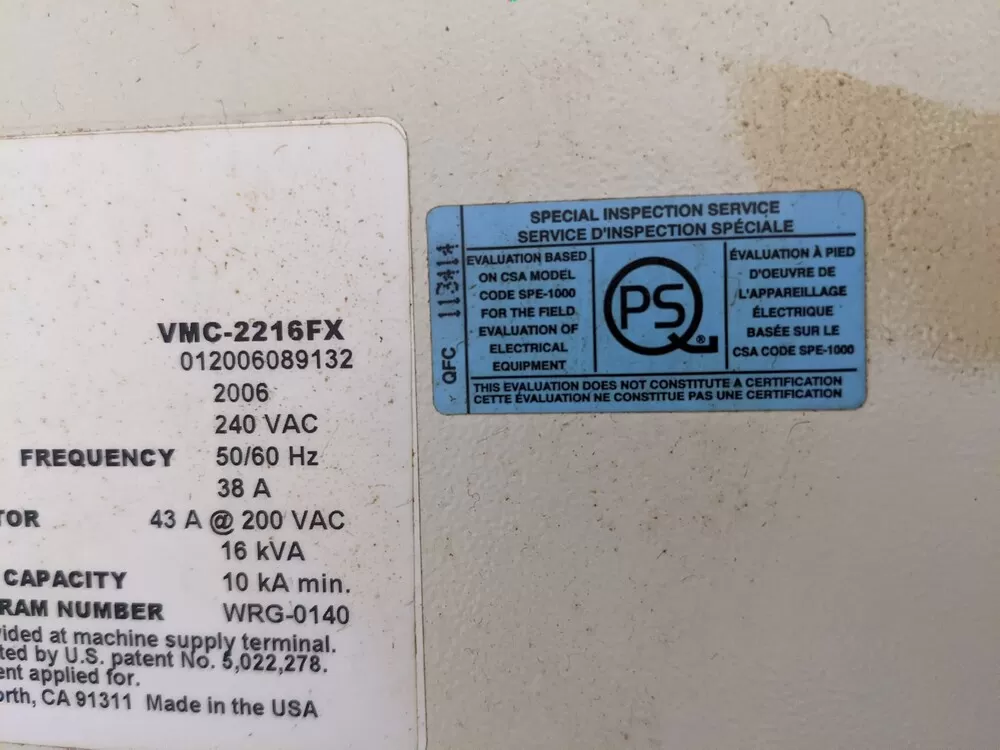 VMC-2216FX
012006089132
2006
240 VAC
FREQUENCY 50/60 Hz
38 A
TOR 43 A @ 200 VAC
16 kVA
CAPACITY 10 kA min.
RAM NUMBER WRG-0140
vided at machine supply terminal.
ted by U.S. patent No. 5,022,278.
ent applied for.
orth, CA 91311 Made in the USA
SPECIAL INSPECTION SERVICE
SERVICE D'INSPECTION SPÉCIALE
QFC 113414
EVALUATION BASED
ON CSA MODEL
CODE SPE-1000
FOR THE FIELD
EVALUATION OF
ELECTRICAL
EQUIPMENT
QPS®
ÉVALUATION À PIED
D'OEUVRE DE
L'APPAREILLAGE
ÉLECTRIQUE
BASÉE SUR LE
CSA CODE SPE-1000
THIS EVALUATION DOES NOT CONSTITUTE A CERTIFICATION
CETTE ÉVALUATION NE CONSTITUE PAS UNE CERTIFICATION